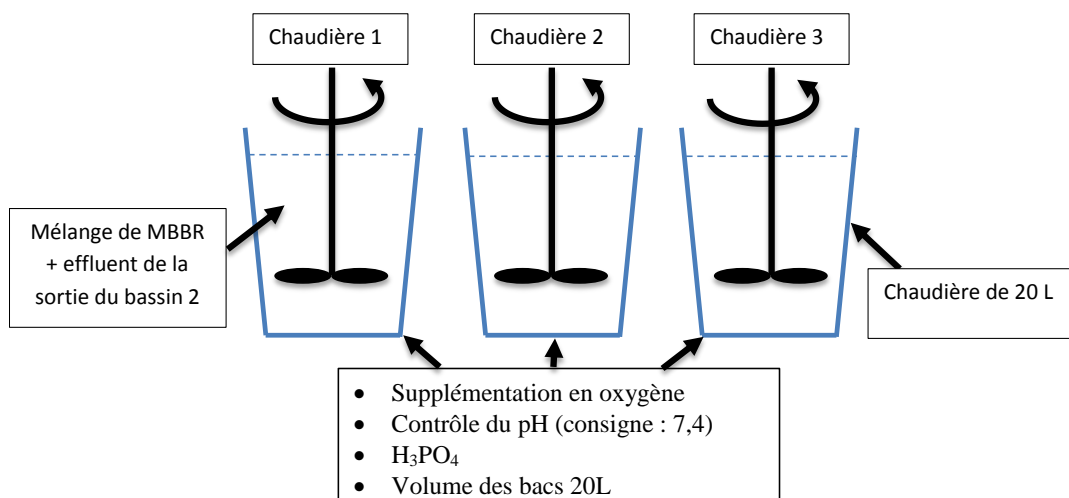 Chaudière 1
Chaudière 2
Chaudière 3
Mélange de MBBR
+ effluent de la
sortie du bassin 2
Chaudière de 20 L
• Supplémentation en oxygène
• Contrôle du pH (consigne : 7,4)
• H₃PO₄
• Volume des bacs 20L